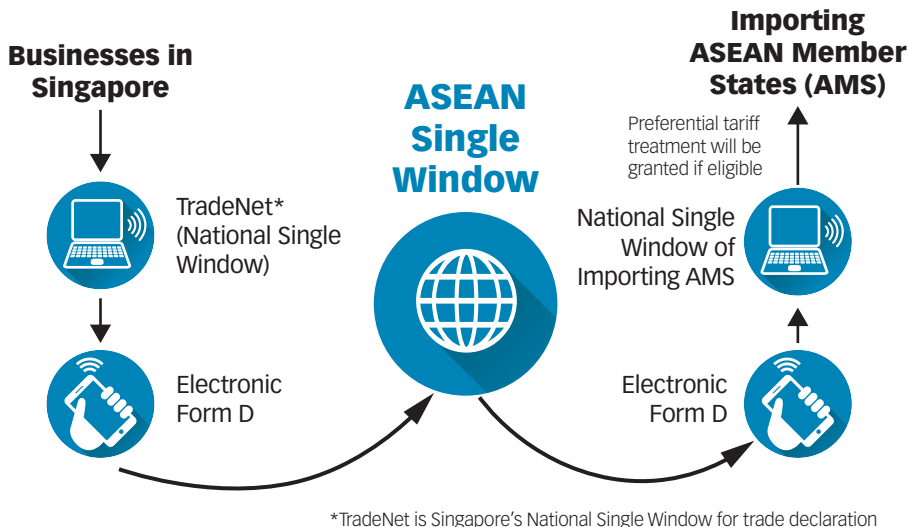 Businesses in
Singapore
TradeNet*
(National Single
Window)
Electronic
Form D
ASEAN
Single
Window
Importing
ASEAN Member
States (AMS)
Preferential tariff
treatment will be
granted if eligible
National Single
Window of
Importing AMS
Electronic
Form D
*TradeNet is Singapore's National Single Window for trade declaration